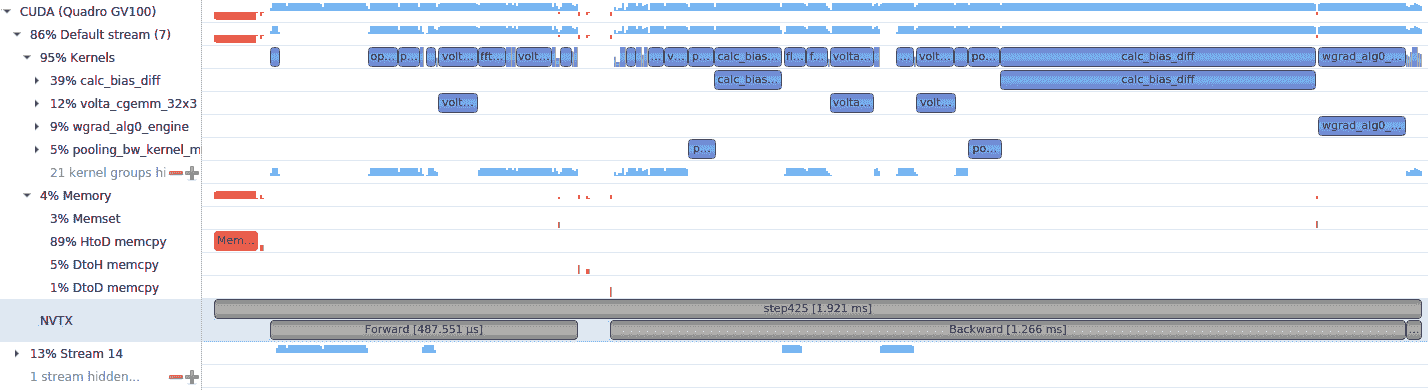 CUDA (Quadro GV100)
86% Default stream (7)
95% Kernels
op... p... volt... fft... volt... ... v... p... calc_bias... fl... f... volta... ... volt... po... calc_bias_diff wgrad_alg0_...
39% calc_bias_diff
calc_bias... calc_bias_diff
12% volta_cgemm_32x3
volt... volta... volt...
9% wgrad_alg0_engine
wgrad_alg0_...
5% pooling_bw_kernel_m
p... po...
21 kernel groups hi
4% Memory
3% Memset
89% HtoD memcpy
Mem...
5% DtoH memcpy
1% DtoD memcpy
NVTX
step425 [1.921 ms]
Forward [487.551 μs] Backward [1.266 ms] ...
13% Stream 14
1 stream hidden...